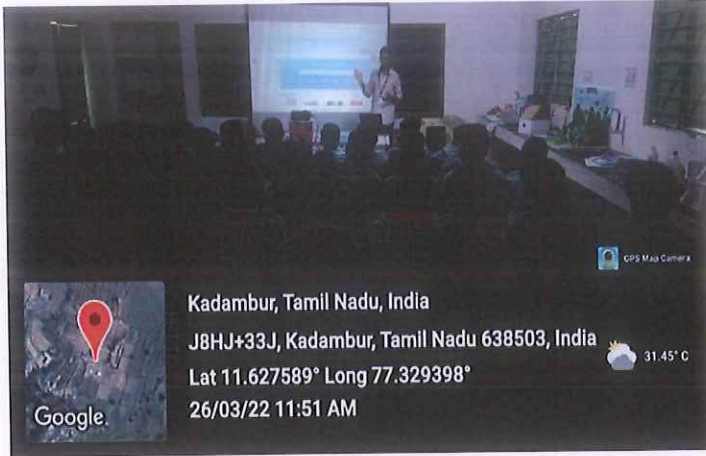 GPS Map Camera
Kadambur, Tamil Nadu, India
J8HJ+33J, Kadambur, Tamil Nadu 638503, India
31.45° C
Lat 11.627589° Long 77.329398°
26/03/22 11:51 AM
Google